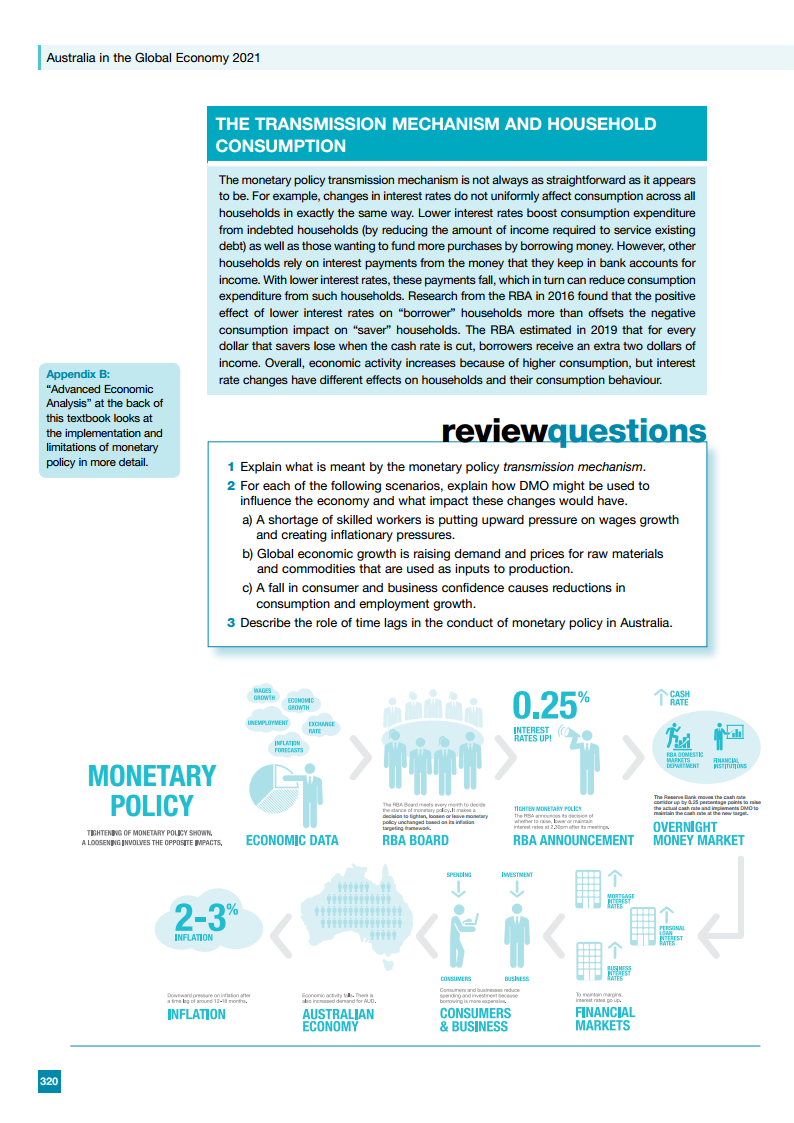 Australia in the Global Economy 2021
THE TRANSMISSION MECHANISM AND HOUSEHOLD
CONSUMPTION
The monetary policy transmission mechanism is not always as straightforward as it appears
to be. For example, changes in interest rates do not uniformly affect consumption across all
households in exactly the same way. Lower interest rates boost consumption expenditure
from indebted households (by reducing the amount of income required to service existing
debt) as well as those wanting to fund more purchases by borrowing money. However, other
households rely on interest payments from the money that they keep in bank accounts for
income. With lower interest rates, these payments fall, which in turn can reduce consumption
expenditure from such households. Research from the RBA in 2016 found that the positive
effect of lower interest rates on “borrower” households more than offsets the negative
consumption impact on “saver” households. The RBA estimated in 2019 that for every
dollar that savers lose when the cash rate is cut, borrowers receive an extra two dollars of
income. Overall, economic activity increases because of higher consumption, but interest
rate changes have different effects on households and their consumption behaviour.
Appendix B:
“Advanced Economic
Analysis” at the back of
this textbook looks at
the implementation and
limitations of monetary
policy in more detail.
reviewquestions
1 Explain what is meant by the monetary policy transmission mechanism.
2 For each of the following scenarios, explain how DMO might be used to
influence the economy and what impact these changes would have.
a) A shortage of skilled workers is putting upward pressure on wages growth
and creating inflationary pressures.
b) Global economic growth is raising demand and prices for raw materials
and commodities that are used as inputs to production.
c) A fall in consumer and business confidence causes reductions in
consumption and employment growth.
3 Describe the role of time lags in the conduct of monetary policy in Australia.
MONETARY
POLICY
TIGHTENING OF MONETARY POLICY SHOWN,
A LOOSENING INVOLVES THE OPPOSITE IMPACTS.
WAGES
GROWTH
ECONOMIC
GROWTH
UNEMPLOYMENT
EXCHANGE
RATE
INFLATION
FORECASTS
ECONOMIC DATA
The RBA Board meets every month to decide
the stance of monetary policy. It makes a
decision to tighten, loosen or leave monetary
policy unchanged based on its inflation
targeting framework.
RBA BOARD
0.25%
INTEREST
RATES UP!
TIGHTEN MONETARY POLICY
The RBA announces its decision of
whether to raise, lower or maintain
interest rates at 2.30pm after its meetings.
RBA ANNOUNCEMENT
CASH
RATE
RBA DOMESTIC
MARKETS
DEPARTMENT
FINANCIAL
INSTITUTIONS
The Reserve Bank moves the cash rate
corridor up by 0.25 percentage points to raise
the actual cash rate and implements DMO to
maintain the cash rate at the new target.
OVERNIGHT
MONEY MARKET
MORTGAGE
INTEREST
RATES
PERSONAL
LOAN
INTEREST
RATES
BUSINESS
INTEREST
RATES
To maintain margins,
interest rates go up.
FINANCIAL
MARKETS
SPENDING
INVESTMENT
CONSUMERS
BUSINESS
Consumers and businesses reduce
spending and investment because
borrowing is more expensive.
CONSUMERS
& BUSINESS
Economic activity falls. There is
also increased demand for AUD.
AUSTRALIAN
ECONOMY
2-3%
INFLATION
Downward pressure on inflation after
a time lag of around 12-18 months.
INFLATION
320